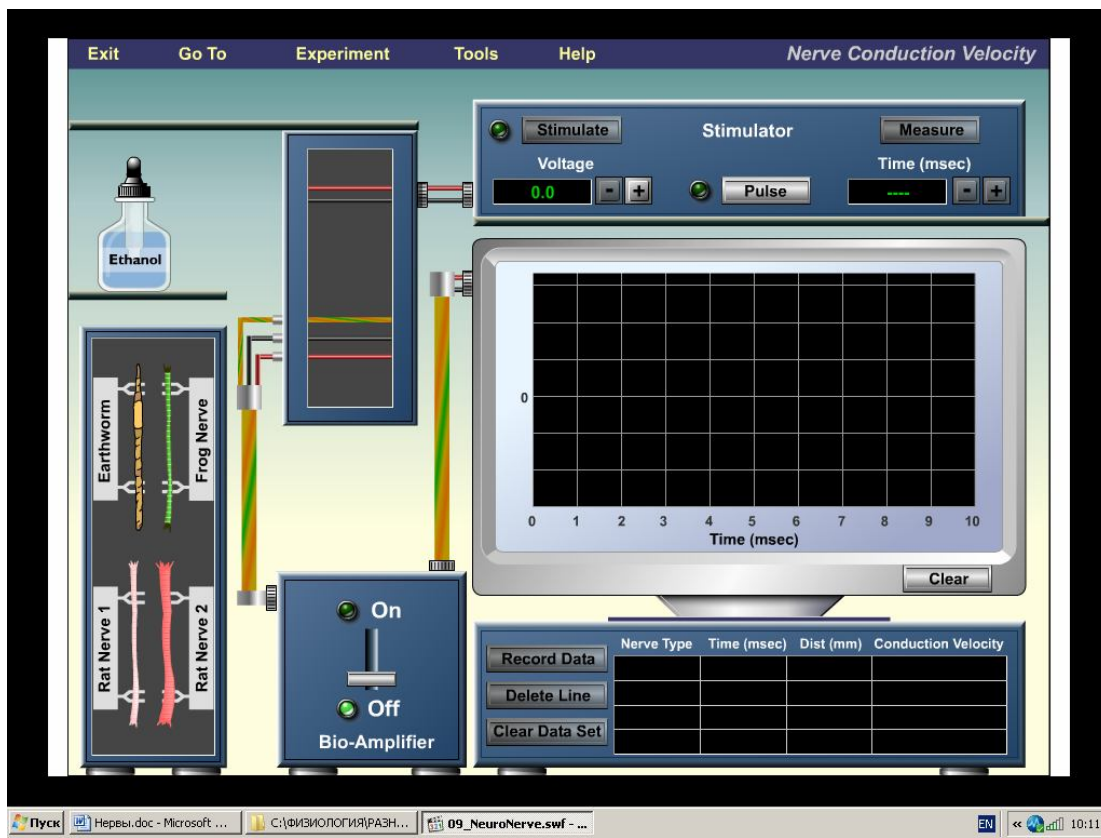 Exit Go To Experiment Tools Help Nerve Conduction Velocity
Stimulate Stimulator Measure
Voltage Time (msec)
0.0 - + Pulse ---- - +
Ethanol
Earthworm
Frog Nerve
Rat Nerve 1
Rat Nerve 2
0
0 1 2 3 4 5 6 7 8 9 10
Time (msec)
Clear
On
Off
Bio-Amplifier
Nerve Type Time (msec) Dist (mm) Conduction Velocity
Record Data
Delete Line
Clear Data Set
Пуск Нервы.doc - Microsoft ... C:\ФИЗИОЛОГИЯ\РАЗН... 09_NeuroNerve.swf - ... EN « 10:11